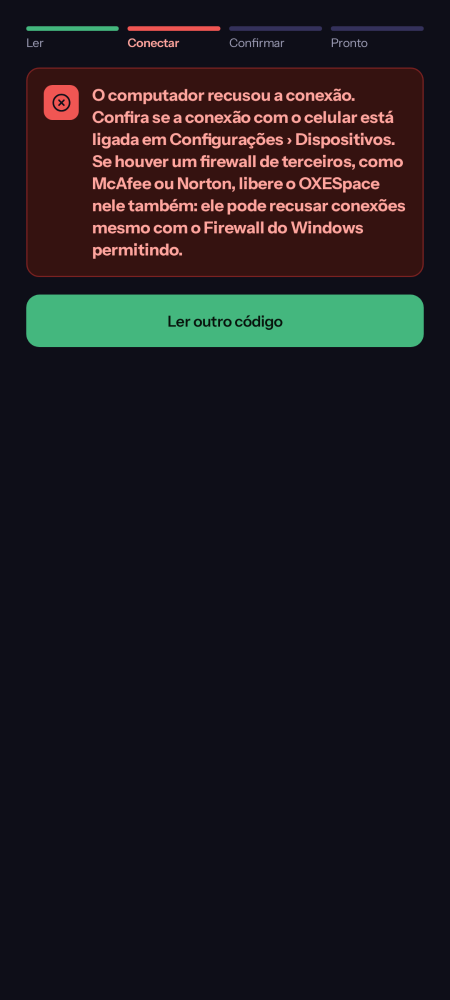 Ler
Conectar
Confirmar
Pronto
O computador recusou a conexão.
Confira se a conexão com o celular está
ligada em Configurações › Dispositivos.
Se houver um firewall de terceiros, como
McAfee ou Norton, libere o OXESpace
nele também: ele pode recusar conexões
mesmo com o Firewall do Windows
permitindo.
Ler outro código